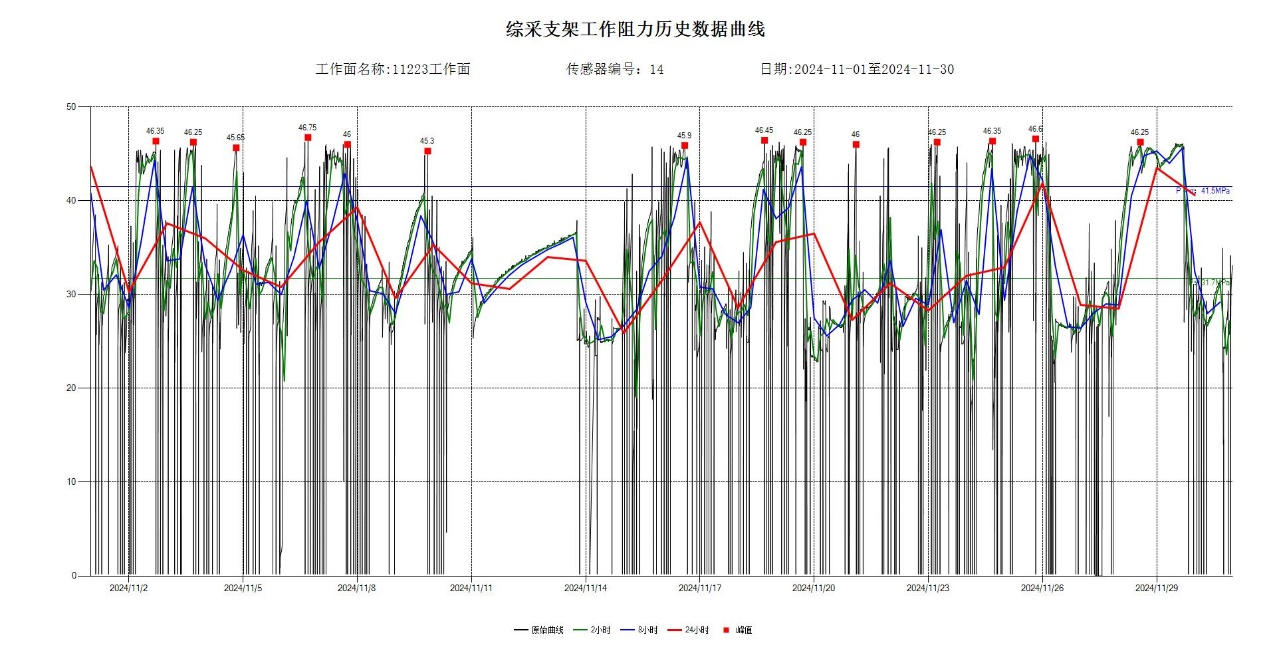 综采支架工作阻力历史数据曲线
工作面名称:11223工作面 传感器编号: 14 日期:2024-11-01至2024-11-30
50
46.35 46.25 45.65 46.75 46 45.3 45.9 46.45 46.25 46 46.25 46.35 46.6 46.25
41.5MPa
40
31.7MPa
30
20
10
0
2024/11/2 2024/11/5 2024/11/8 2024/11/11 2024/11/14 2024/11/17 2024/11/20 2024/11/23 2024/11/26 2024/11/29
原始曲线 2小时 8小时 24小时 峰值